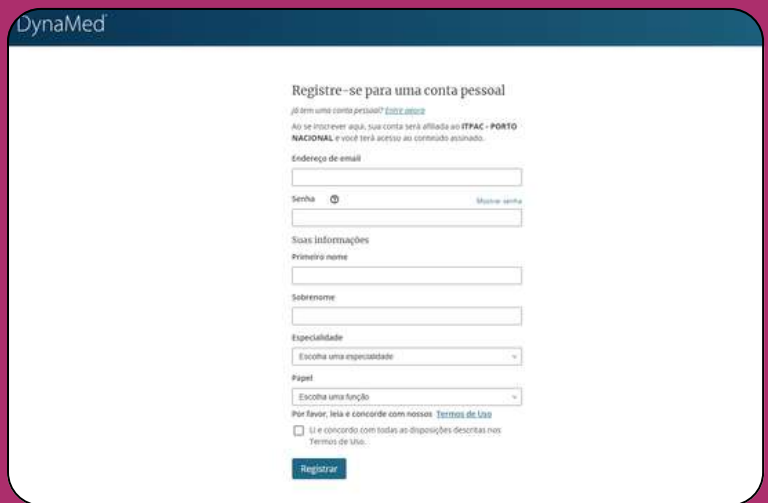 DynaMed
Registre-se para uma conta pessoal
Já tem uma conta pessoal? Entre agora
Ao se inscrever aqui, sua conta será afiliada ao ITPAC - PORTO
NACIONAL e você terá acesso ao conteúdo assinado.
Endereço de email
Senha
Mostrar senha
Suas informações
Primeiro nome
Sobrenome
Especialidade
Escolha uma especialidade
Papel
Escolha uma função
Por favor, leia e concorde com nossos Termos de Uso
Li e concordo com todas as disposições descritas nos
Termos de Uso.
Registrar